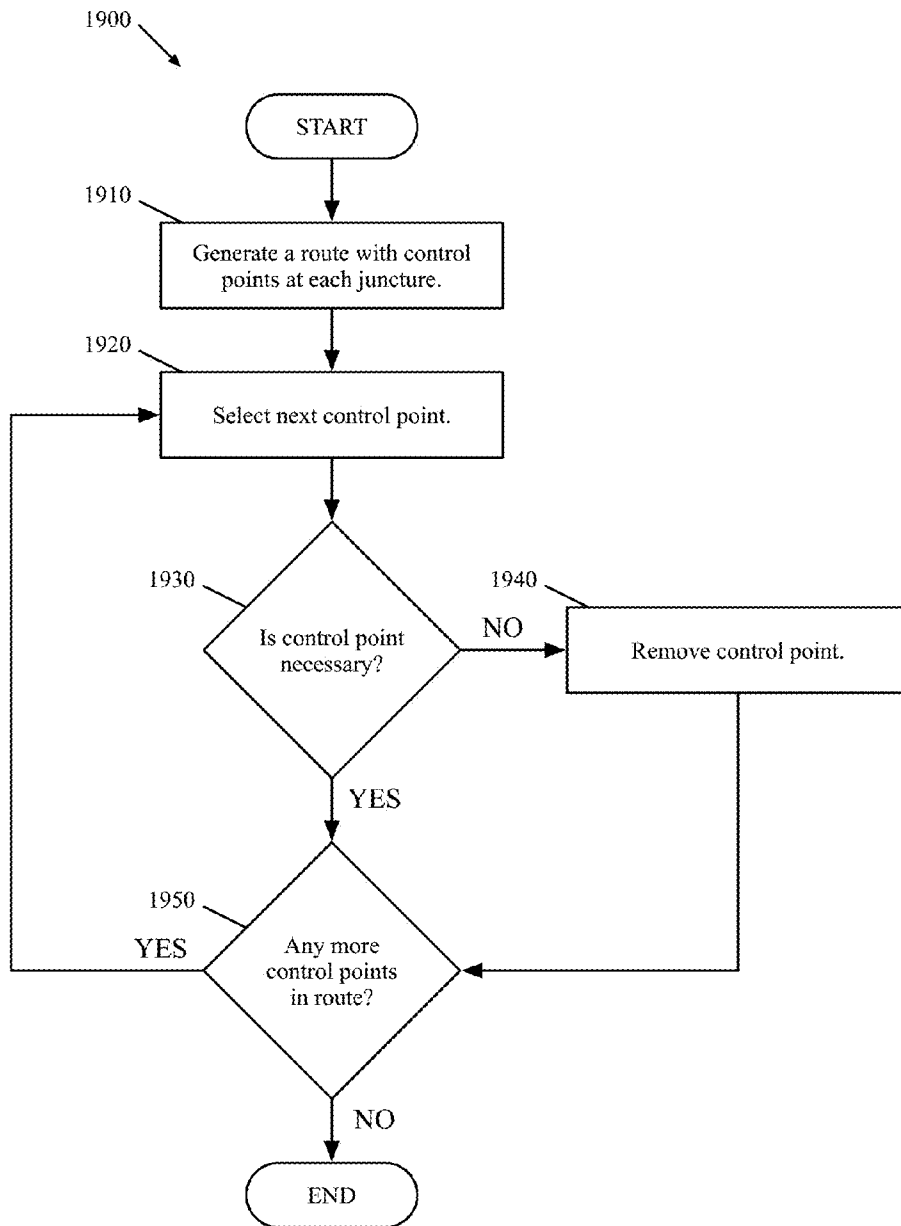 1900
START
1910
Generate a route with control
points at each juncture.
1920
Select next control point.
1930
Is control point
necessary?
NO
1940
Remove control point.
YES
1950
Any more
control points
in route?
YES
NO
END